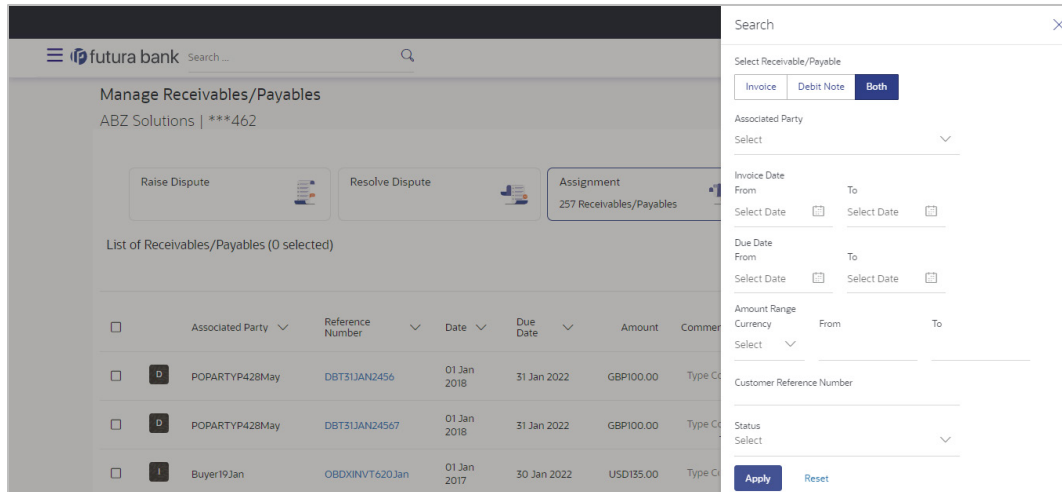 futura bank Search ...
Manage Receivables/Payables
ABZ Solutions | ***462
Raise Dispute
Resolve Dispute
Assignment
257 Receivables/Payables
List of Receivables/Payables (0 selected)
Associated Party Reference Number Date Due Date Amount
D POPARTYP428May DBT31JAN2456 01 Jan 2018 31 Jan 2022 GBP100.00 Type
D POPARTYP428May DBT31JAN24567 01 Jan 2018 31 Jan 2022 GBP100.00 Type
I Buyer19Jan OBDXINVT620Jan 01 Jan 2017 30 Jan 2022 USD135.00 Type
Search
Select Receivable/Payable
Invoice Debit Note Both
Associated Party
Select
Invoice Date
From To
Select Date Select Date
Due Date
From To
Select Date Select Date
Amount Range
Currency From To
Select
Customer Reference Number
Status
Select
Apply Reset